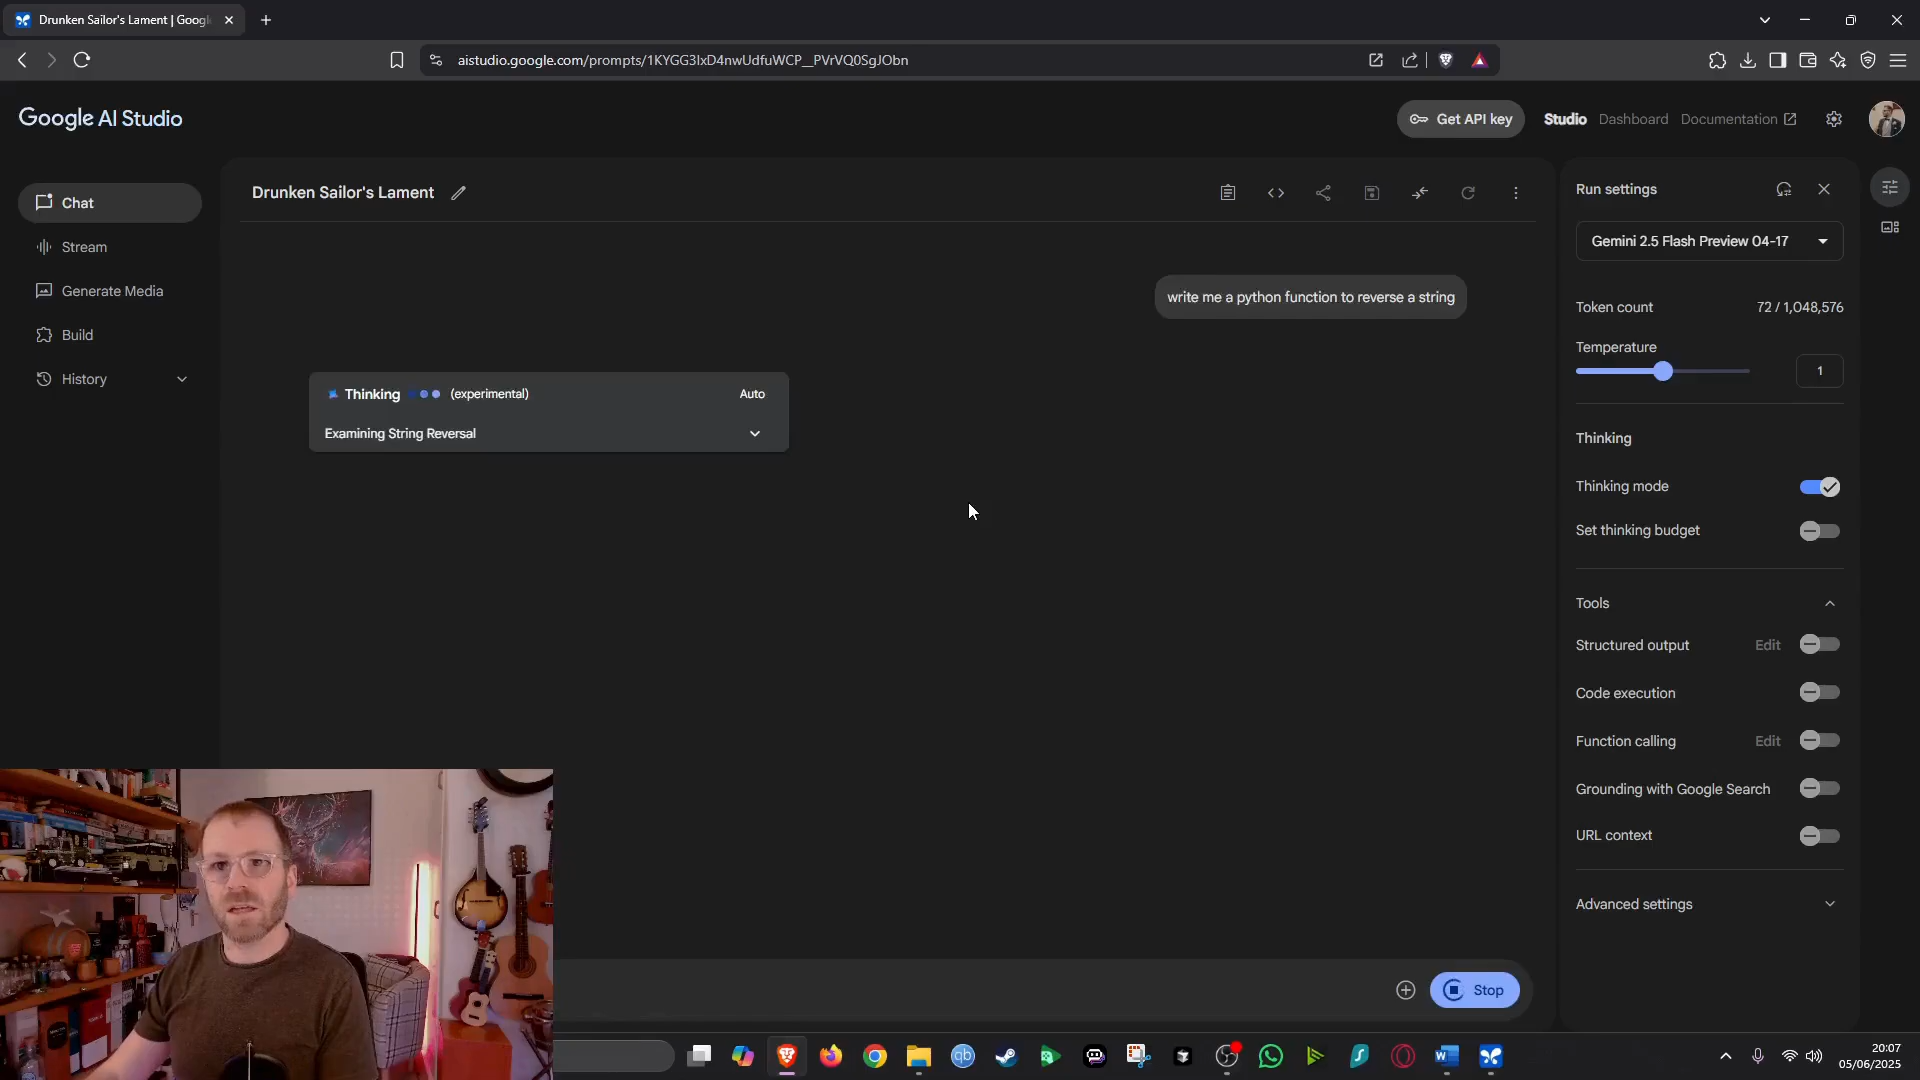 Drunken Sailor's Lament | Googl
aistudio.google.com/prompts/1KYGG3IxD4nwUdfuWCP__PVrVQ0SgJObn
Google AI Studio
Get API key
Studio
Dashboard
Documentation
Chat
Stream
Generate Media
Build
History
Drunken Sailor's Lament
write me a python function to reverse a string
Thinking
(experimental)
Auto
Examining String Reversal
Stop
Run settings
Gemini 2.5 Flash Preview 04-17
Token count
72 / 1,048,576
Temperature
1
Thinking
Thinking mode
Set thinking budget
Tools
Structured output
Edit
Code execution
Function calling
Edit
Grounding with Google Search
URL context
Advanced settings
20:07
05/06/2025